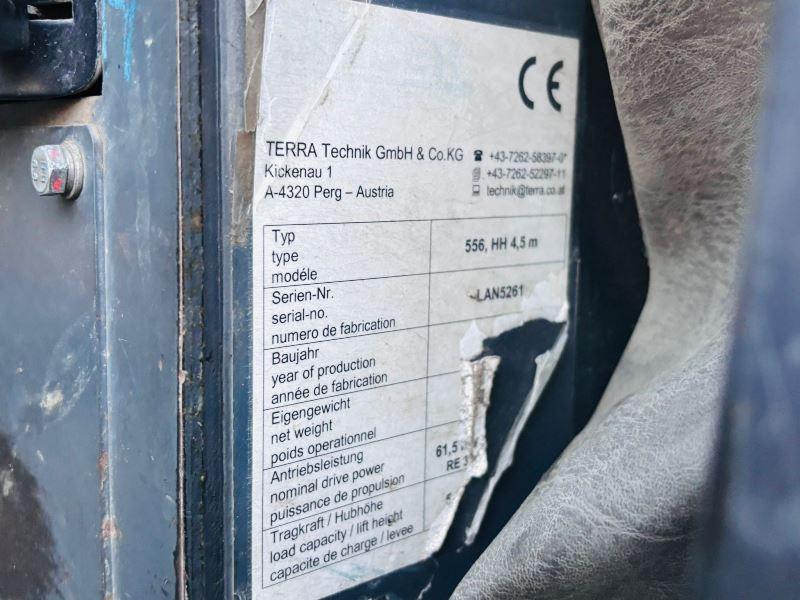 CE
TERRA Technik GmbH & Co.KG ☎ +43-7262-58397-0*
Kickenau 1 +43-7262-52297-11
A-4320 Perg – Austria technik@terra.co.at
Typ
type
modéle
556, HH 4,5 m
Serien-Nr.
serial-no.
numero de fabrication
LAN5261
Baujahr
year of production
année de fabrication
Eigengewicht
net weight
poids operationnel
Antriebsleistung
nominal drive power
puissance de propulsion
61,5
RE
Tragkraft / Hubhöhe
load capacity / lift height
capacite de charge / levee